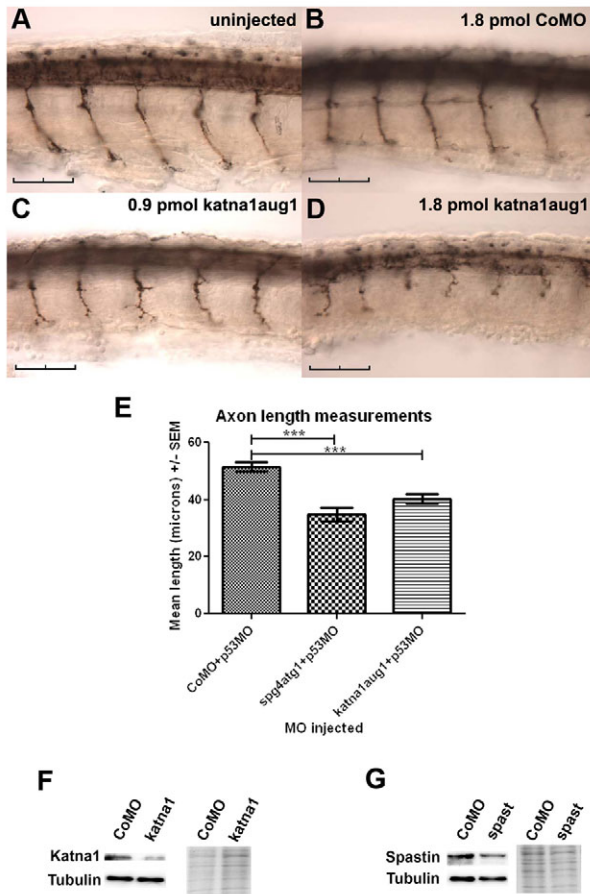 A
uninjected
B
1.8 pmol CoMO
C
0.9 pmol katna1aug1
D
1.8 pmol katna1aug1
E
Axon length measurements
***
***
Mean length (microns) +/- SEM
60
40
20
0
CoMO+p53MO
spg4atg1+p53MO
katna1aug1+p53MO
MO injected
F
CoMO
katna1
CoMO
katna1
Katna1
Tubulin
G
CoMO
spast
CoMO
spast
Spastin
Tubulin